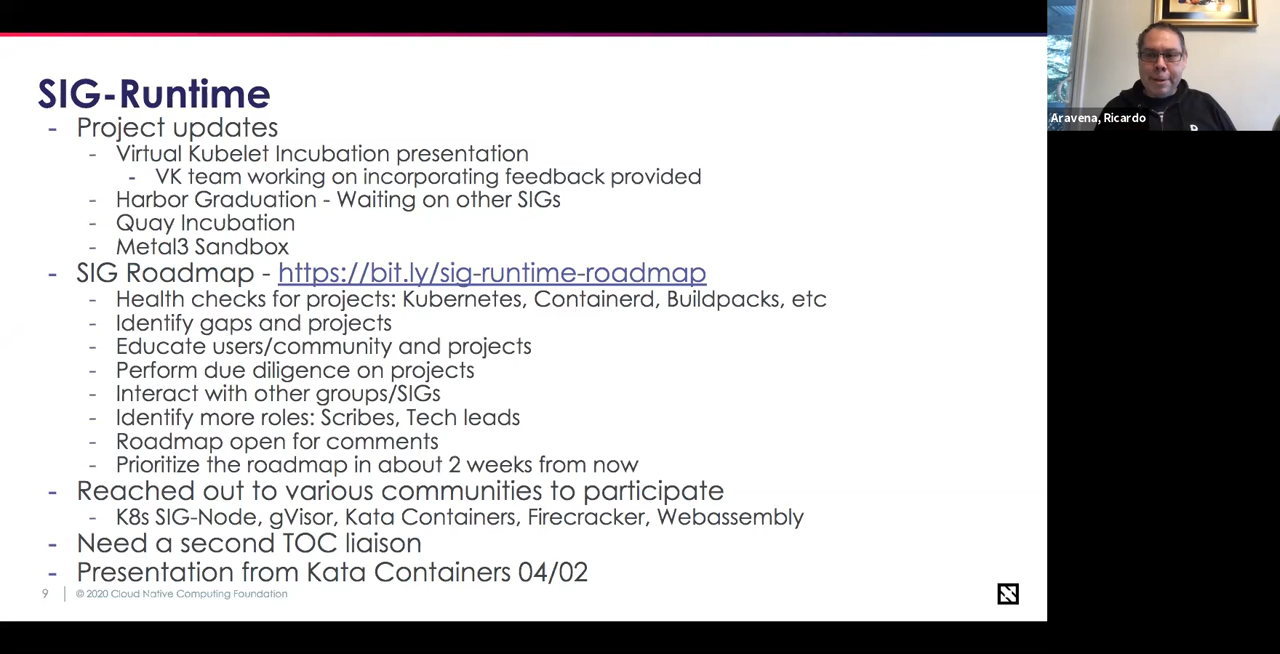 SIG-Runtime
- Project updates
- Virtual Kubelet Incubation presentation
- VK team working on incorporating feedback provided
- Harbor Graduation - Waiting on other SIGs
- Quay Incubation
- Metal3 Sandbox
- SIG Roadmap - https://bit.ly/sig-runtime-roadmap
- Health checks for projects: Kubernetes, Containerd, Buildpacks, etc
- Identify gaps and projects
- Educate users/community and projects
- Perform due diligence on projects
- Interact with other groups/SIGs
- Identify more roles: Scribes, Tech leads
- Roadmap open for comments
- Prioritize the roadmap in about 2 weeks from now
- Reached out to various communities to participate
- K8s SIG-Node, gVisor, Kata Containers, Firecracker, Webassembly
- Need a second TOC liaison
- Presentation from Kata Containers 04/02
9 | © 2020 Cloud Native Computing Foundation
Aravena, Ricardo